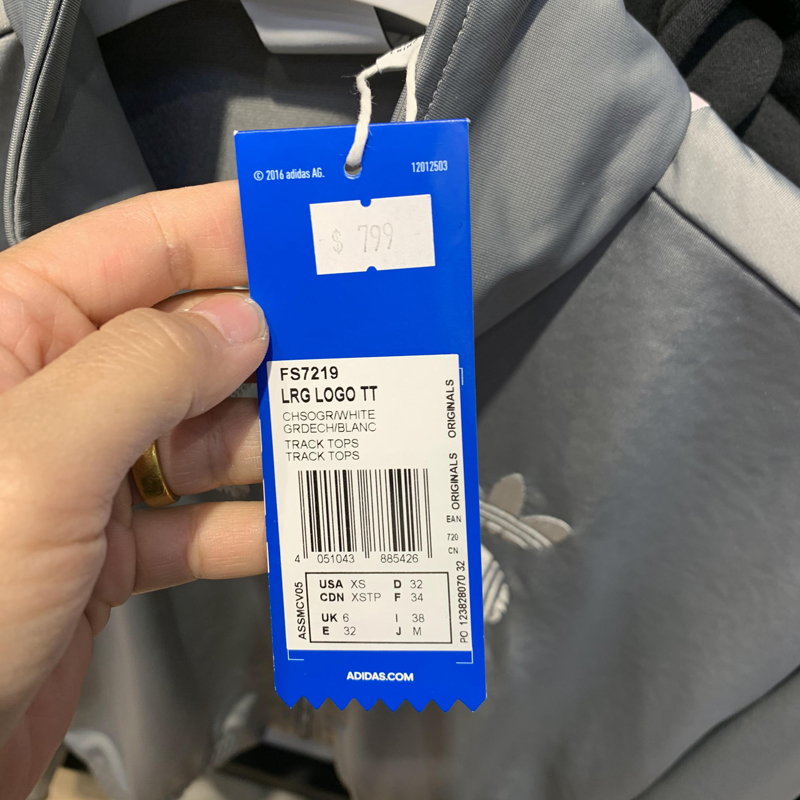 © 2016 adidas AG.
12012503
$ 799
FS7219
LRG LOGO TT
CHSOGR/WHITE
GRDECH/BLANC
TRACK TOPS
TRACK TOPS
ORIGINALS
ORIGINALS
EAN
720
CN
4 051043 885426
ASSMCV05
USA XS D 32
CDN XSTP F 34
UK 6 I 38
E 32 J M
PO 123828070 32
ADIDAS.COM